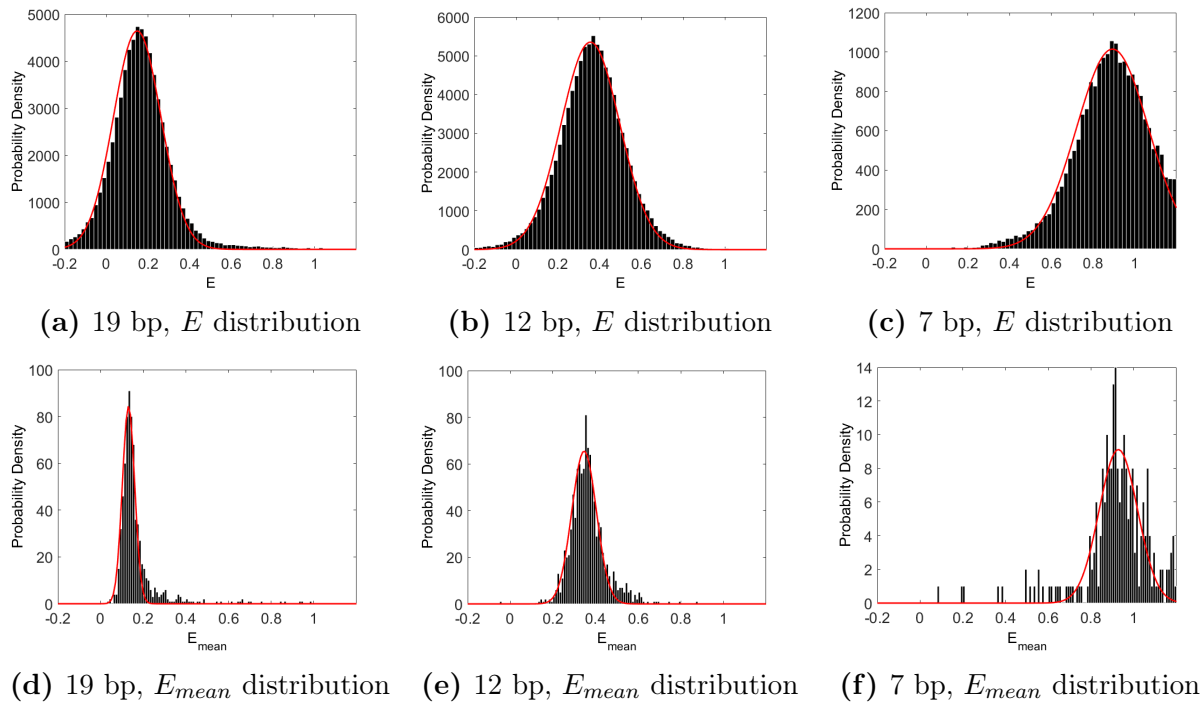 5000
4000
3000
2000
1000
0
Probability Density
-0.2 0 0.2 0.4 0.6 0.8 1
E
(a) 19 bp, E distribution
6000
5000
4000
3000
2000
1000
0
Probability Density
-0.2 0 0.2 0.4 0.6 0.8 1
E
(b) 12 bp, E distribution
1200
1000
800
600
400
200
0
Probability Density
-0.2 0 0.2 0.4 0.6 0.8 1
E
(c) 7 bp, E distribution
100
80
60
40
20
0
Probability Density
-0.2 0 0.2 0.4 0.6 0.8 1
E_mean
(d) 19 bp, E_mean distribution
100
80
60
40
20
0
Probability Density
-0.2 0 0.2 0.4 0.6 0.8 1
E_mean
(e) 12 bp, E_mean distribution
14
12
10
8
6
4
2
0
Probability Density
-0.2 0 0.2 0.4 0.6 0.8 1
E_mean
(f) 7 bp, E_mean distribution